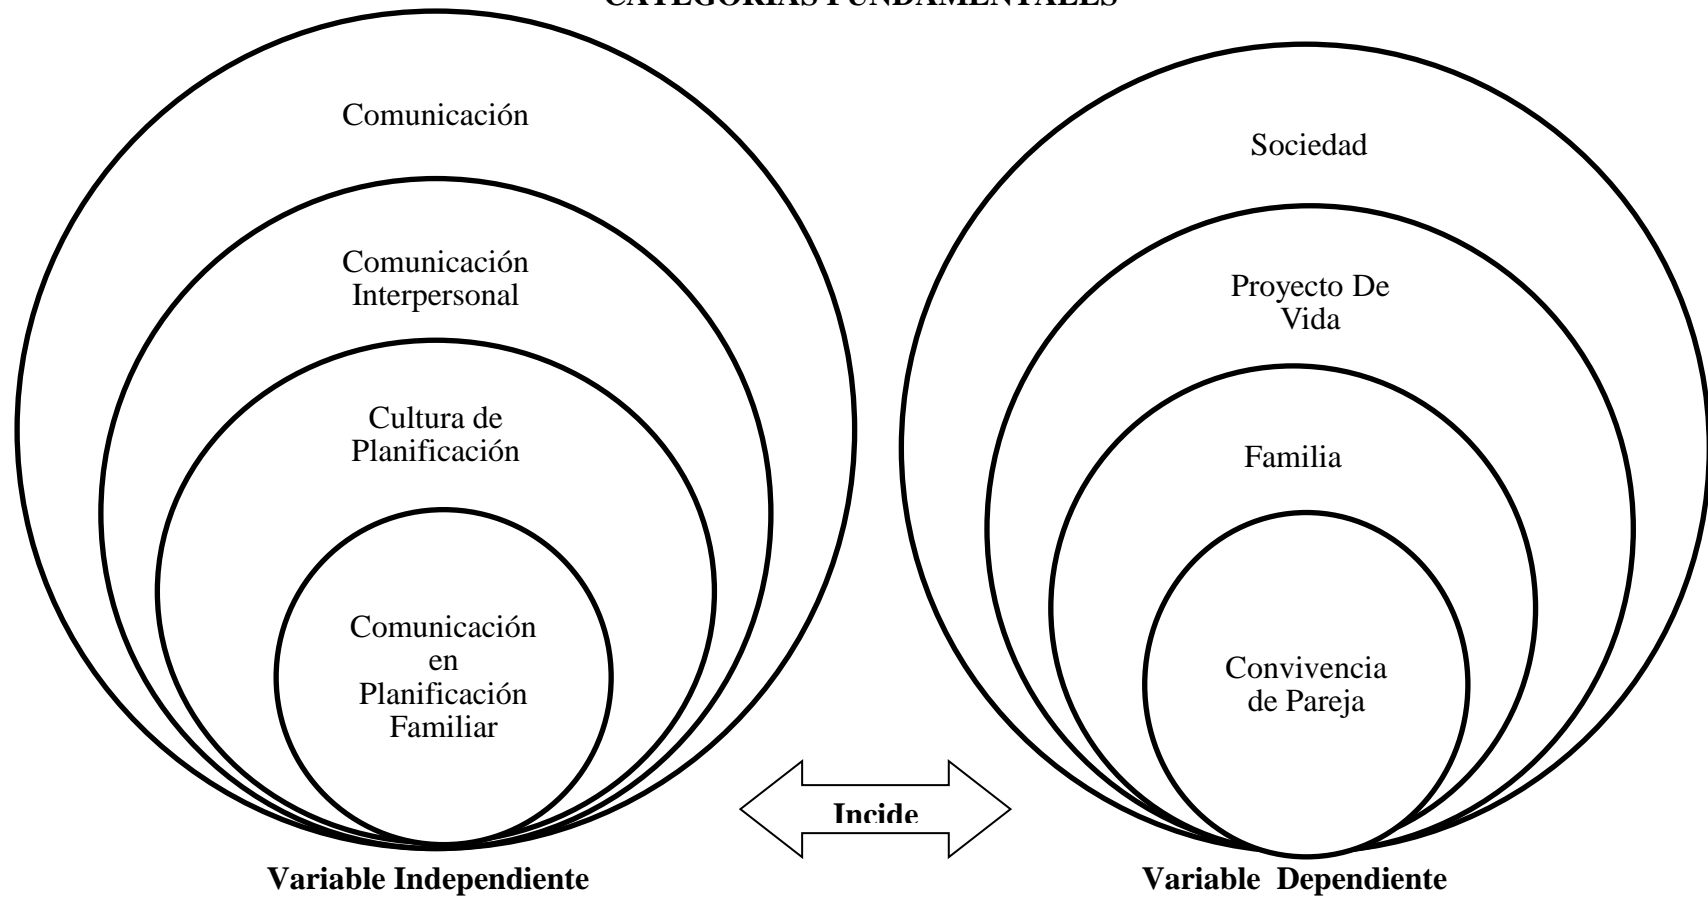 CATEGORÍAS FUNDAMENTALES
Comunicación
Comunicación
Interpersonal
Cultura de
Planificación
Comunicación
en
Planificación
Familiar
Variable Independiente
Incide
Sociedad
Proyecto De
Vida
Familia
Convivencia
de Pareja
Variable  Dependiente